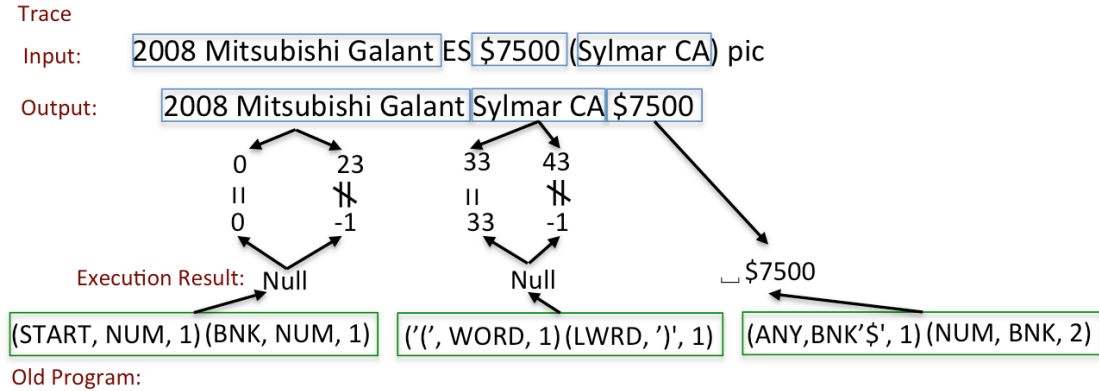 Trace
Input: 2008 Mitsubishi Galant ES $7500 (Sylmar CA) pic
Output: 2008 Mitsubishi Galant Sylmar CA $7500
0 23 33 43
= ≠ = ≠
0 -1 33 -1
Execution Result: Null Null ␣ $7500
(START, NUM, 1)(BNK, NUM, 1) ('(', WORD, 1)(LWRD, ')', 1) (ANY,BNK'$', 1)(NUM, BNK, 2)
Old Program: